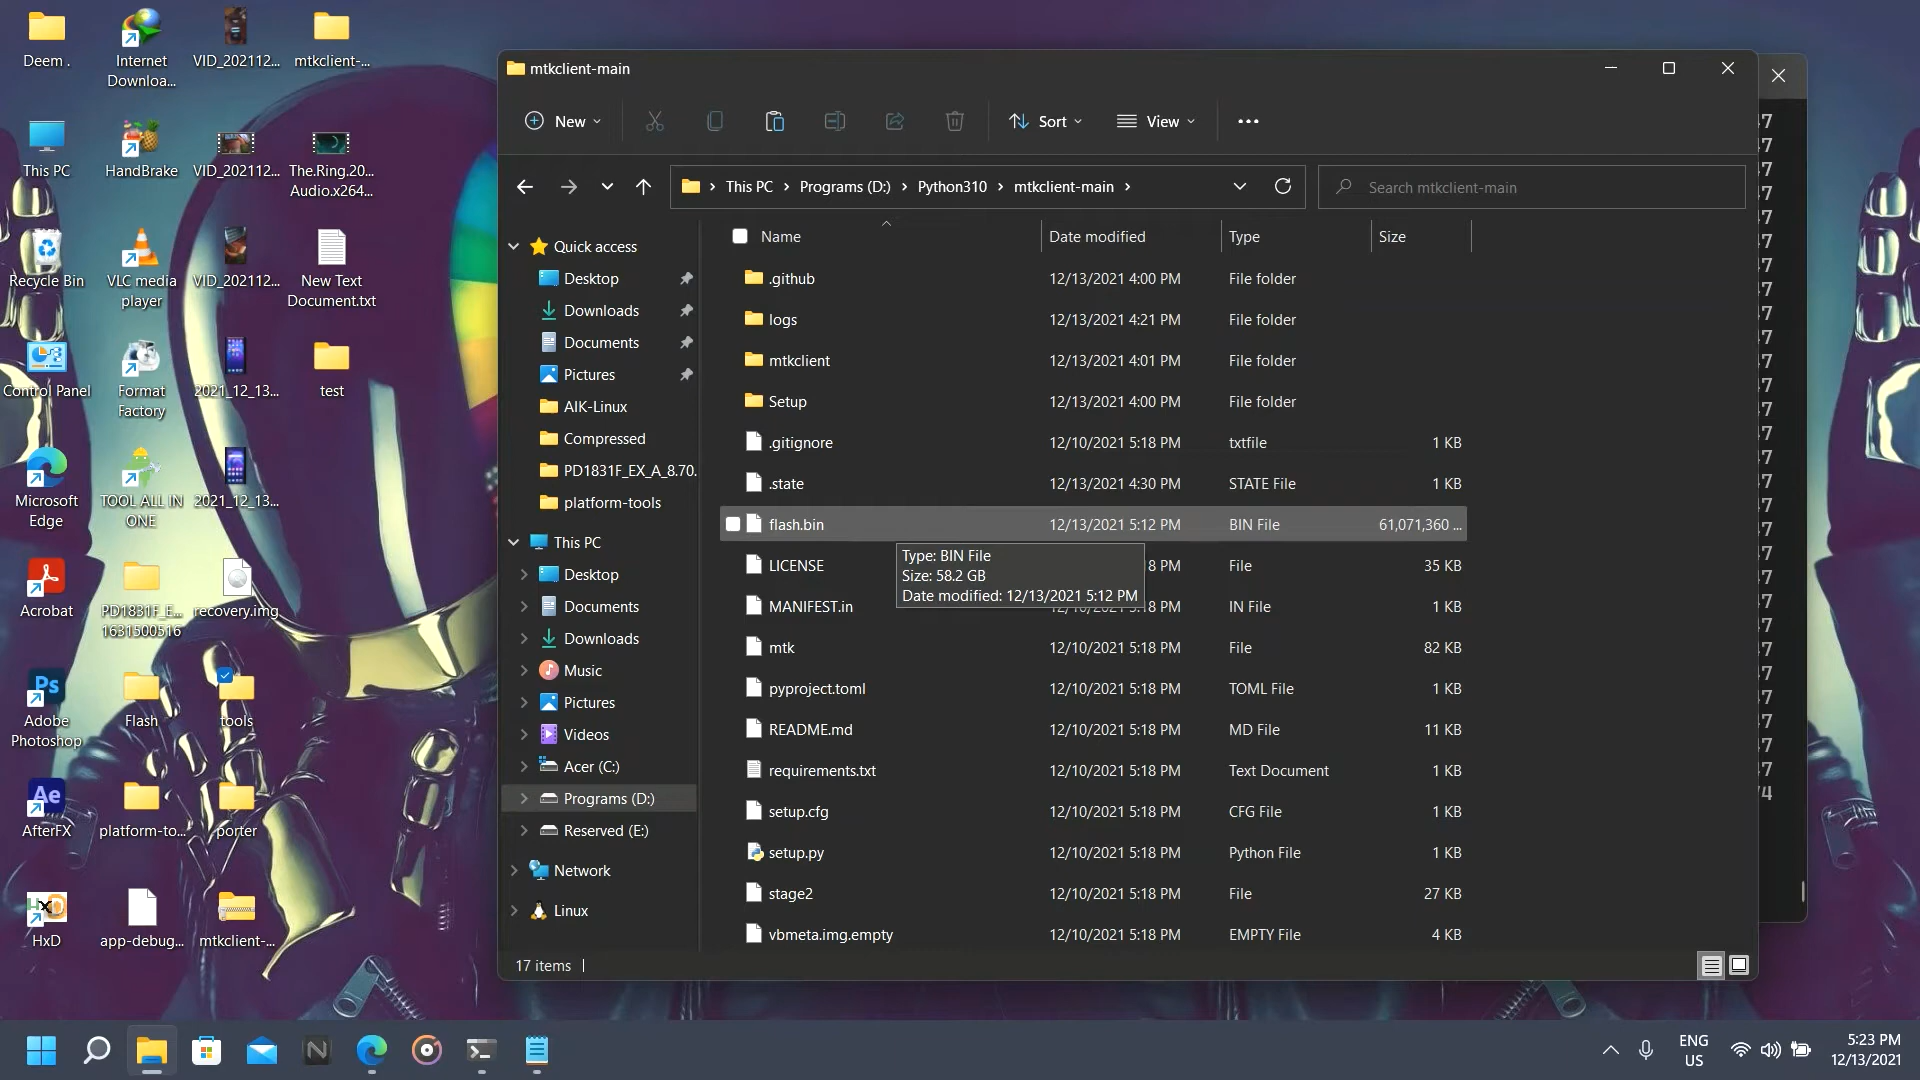 Deem .
Internet
Downloa...
VID_202112...
mtkclient-...
This PC
HandBrake
VID_202112...
The.Ring.20...
Audio.x264...
Recycle Bin
VLC media
player
VID_202112...
New Text
Document.txt
Control Panel
Format
Factory
2021_12_13...
test
Microsoft
Edge
TOOL ALL IN
ONE
2021_12_13...
Acrobat
PD1831F_E...
1631500516
recovery.img
Ps
Adobe
Photoshop
Flash
tools
Ae
AfterFX
platform-to...
porter
HxD
HxD
app-debug...
mtkclient-...
mtkclient-main
New
Sort
View
This PC
Programs (D:)
Python310
mtkclient-main
Search mtkclient-main
Quick access
Desktop
Downloads
Documents
Pictures
AIK-Linux
Compressed
PD1831F_EX_A_8.70.
platform-tools
This PC
Desktop
Documents
Downloads
Music
Pictures
Videos
Acer (C:)
Programs (D:)
Reserved (E:)
Network
Linux
Name Date modified Type Size
.github 12/13/2021 4:00 PM File folder
logs 12/13/2021 4:21 PM File folder
mtkclient 12/13/2021 4:01 PM File folder
Setup 12/13/2021 4:00 PM File folder
.gitignore 12/10/2021 5:18 PM txtfile 1 KB
.state 12/13/2021 4:30 PM STATE File 1 KB
flash.bin 12/13/2021 5:12 PM BIN File 61,071,360 ...
LICENSE 8 PM File 35 KB
Type: BIN File
Size: 58.2 GB
Date modified: 12/13/2021 5:12 PM
MANIFEST.in 12/10/2021 5:18 PM IN File 1 KB
mtk 12/10/2021 5:18 PM File 82 KB
pyproject.toml 12/10/2021 5:18 PM TOML File 1 KB
README.md 12/10/2021 5:18 PM MD File 11 KB
requirements.txt 12/10/2021 5:18 PM Text Document 1 KB
setup.cfg 12/10/2021 5:18 PM CFG File 1 KB
setup.py 12/10/2021 5:18 PM Python File 1 KB
stage2 12/10/2021 5:18 PM File 27 KB
vbmeta.img.empty 12/10/2021 5:18 PM EMPTY File 4 KB
17 items
ENG
US
5:23 PM
12/13/2021